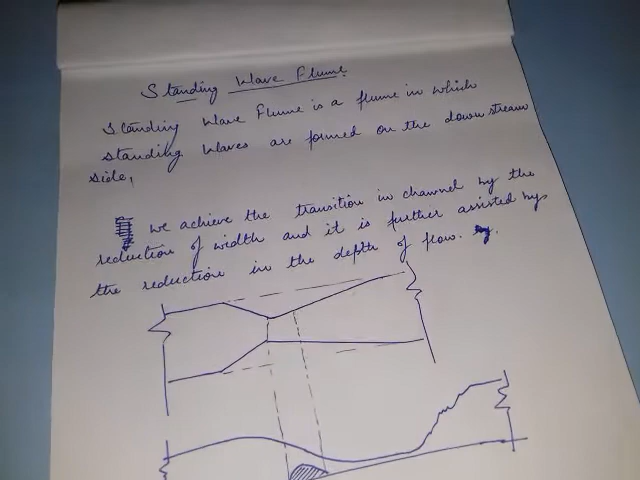 Standing Wave Flume
Standing Wave Flume is a flume in which
standing waves are formed on the down stream
side,
we achieve the transition in channel by the
reduction of width and it is further assisted by
the reduction in the depth of flow.